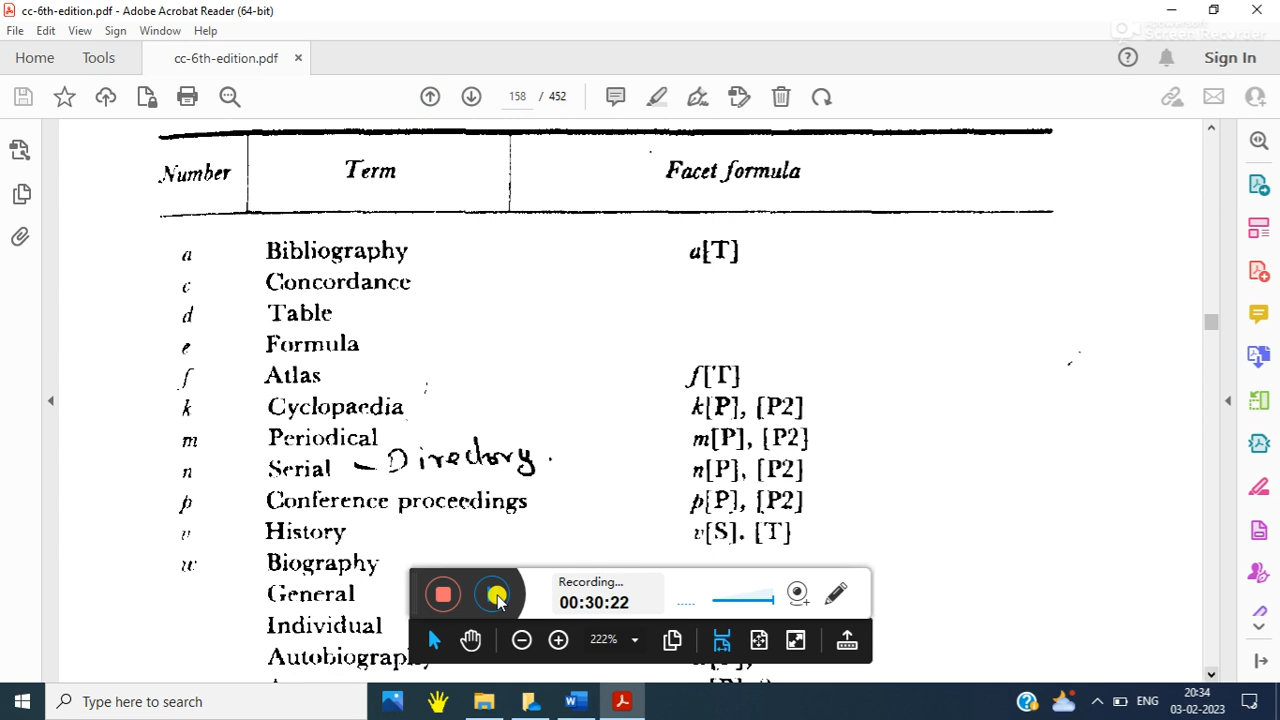 cc-6th-edition.pdf - Adobe Acrobat Reader (64-bit)
File Edit View Sign Window Help
Screen Recorder
Home Tools cc-6th-edition.pdf × Sign In
158 / 452
Number Term Facet formula
a Bibliography a[T]
c Concordance
d Table
e Formula
f Atlas f[T]
k Cyclopaedia k[P], [P2]
m Periodical m[P], [P2]
n Serial - Directory. n[P], [P2]
p Conference proceedings p[P], [P2]
v History v[S]. [T]
w Biography
General
Individual
Autobiography
Recording...
00:30:22
222%
Type here to search
ENG
20:34
03-02-2023